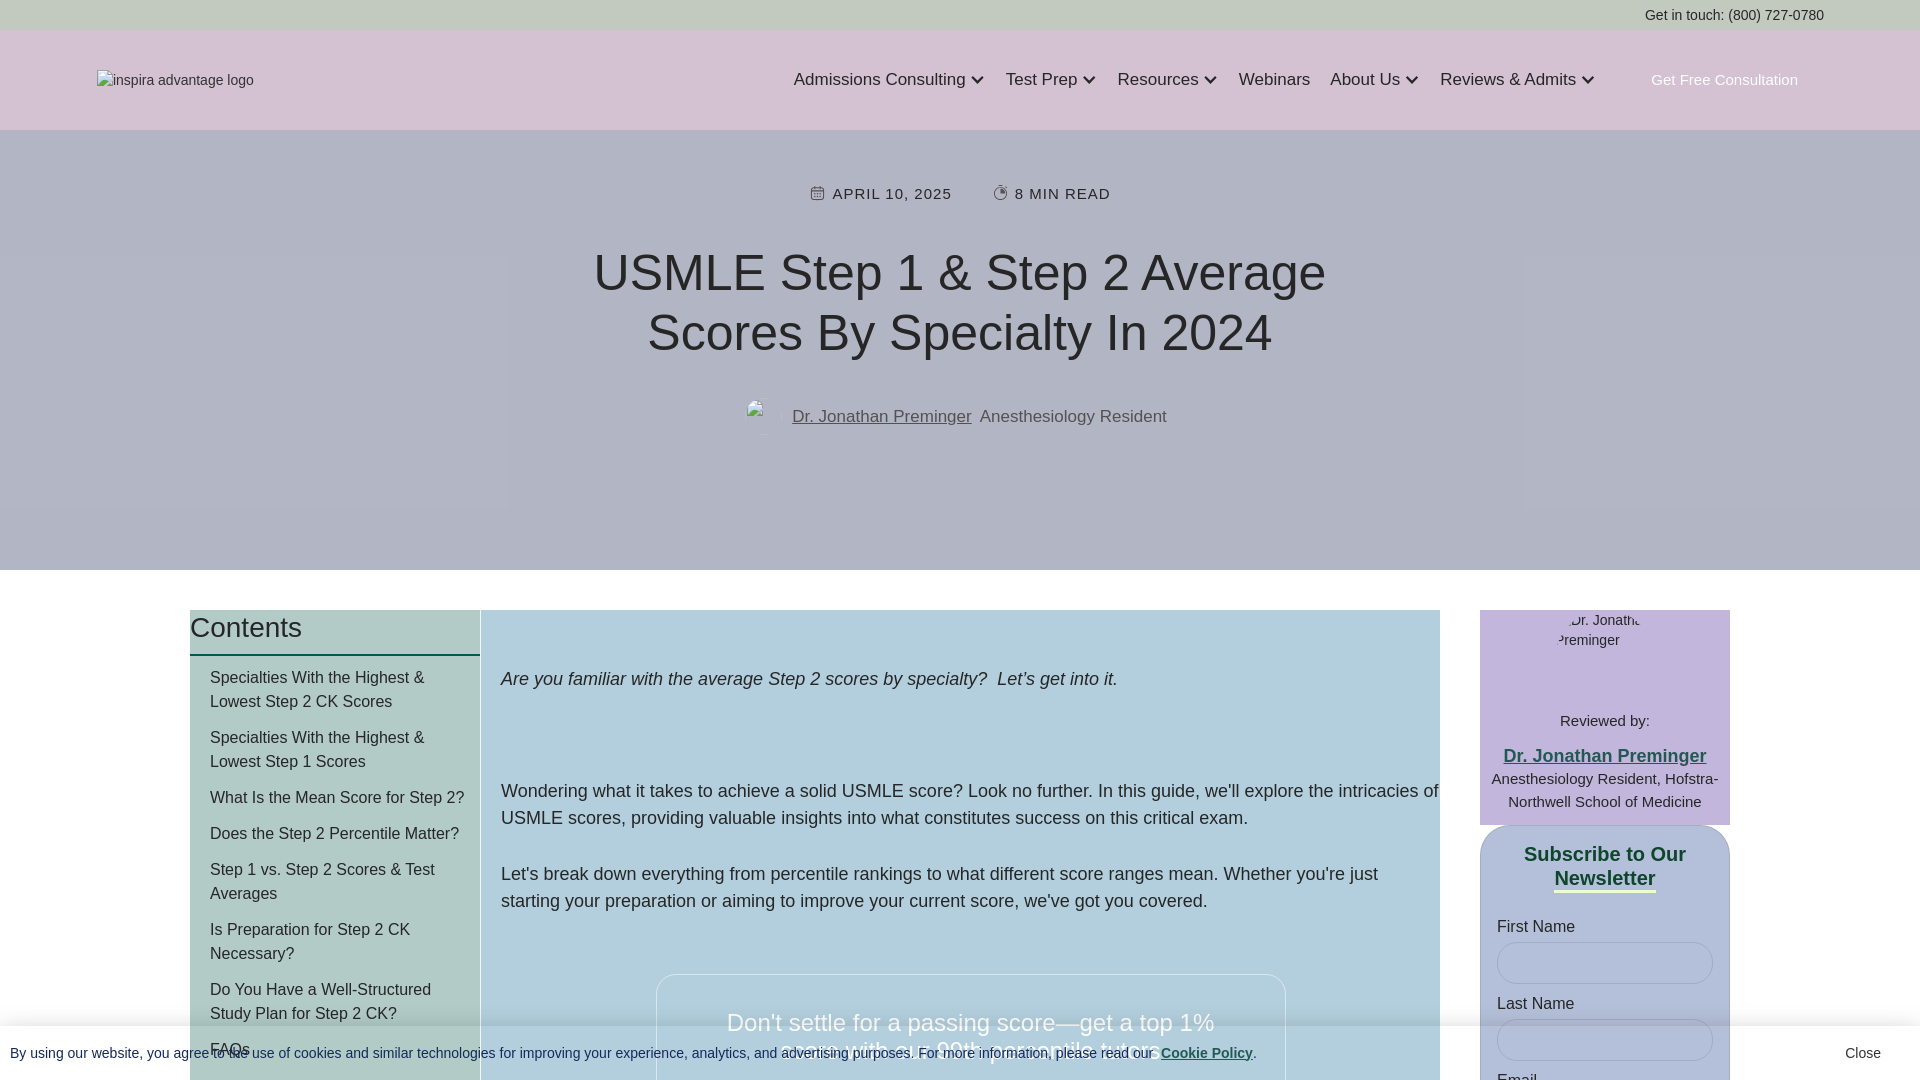 Get in touch: (800) 727-0780
inspira advantage logo
Admissions Consulting
Test Prep
Resources
Webinars
About Us
Reviews & Admits
Get Free Consultation
APRIL 10, 2025
8 MIN READ
USMLE Step 1 & Step 2 Average
Scores By Specialty In 2024
Dr. Jonathan Preminger Anesthesiology Resident
Contents
Specialties With the Highest &
Lowest Step 2 CK Scores
Specialties With the Highest &
Lowest Step 1 Scores
What Is the Mean Score for Step 2?
Does the Step 2 Percentile Matter?
Step 1 vs. Step 2 Scores & Test
Averages
Is Preparation for Step 2 CK
Necessary?
Do You Have a Well-Structured
Study Plan for Step 2 CK?
FAQs
Are you familiar with the average Step 2 scores by specialty?  Let’s get into it.
Wondering what it takes to achieve a solid USMLE score? Look no further. In this guide, we'll explore the intricacies of
USMLE scores, providing valuable insights into what constitutes success on this critical exam.
Let's break down everything from percentile rankings to what different score ranges mean. Whether you're just
starting your preparation or aiming to improve your current score, we've got you covered.
Don't settle for a passing score—get a top 1%
score with our 99th percentile tutors
Dr. Jonatha
Preminger
Reviewed by:
Dr. Jonathan Preminger
Anesthesiology Resident, Hofstra-
Northwell School of Medicine
Subscribe to Our
Newsletter
First Name
Last Name
Email
By using our website, you agree to the use of cookies and similar technologies for improving your experience, analytics, and advertising purposes. For more information, please read our Cookie Policy.
Close